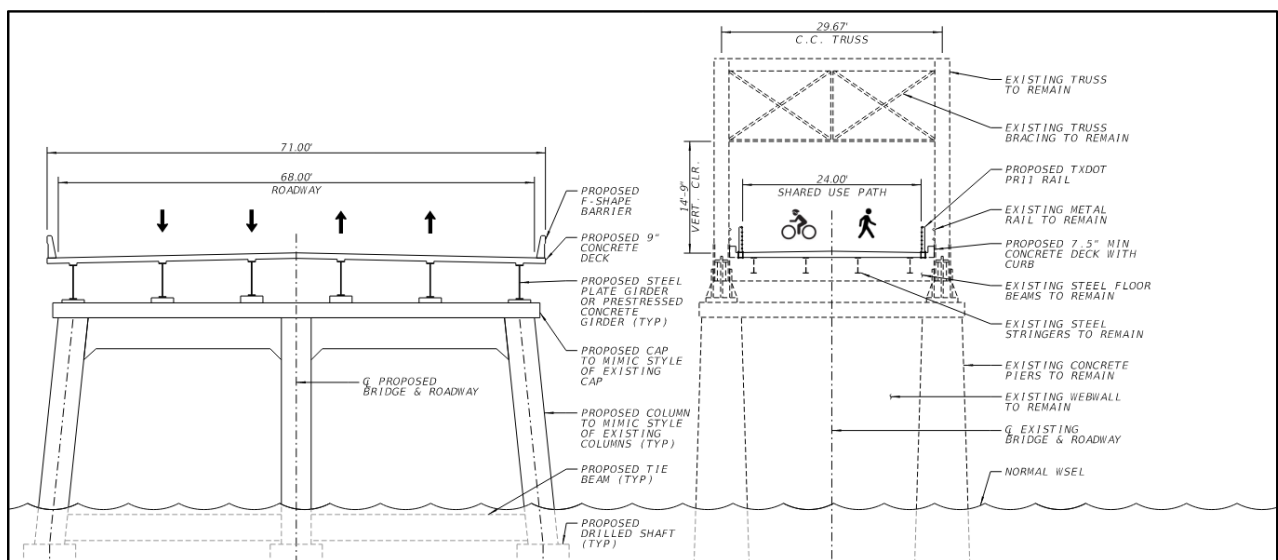 71.00'
68.00'
ROADWAY
PROPOSED
F-SHAPE
BARRIER
PROPOSED 9"
CONCRETE
DECK
PROPOSED STEEL
PLATE GIRDER
OR PRESTRESSED
CONCRETE
GIRDER (TYP)
PROPOSED CAP
TO MIMIC STYLE
OF EXISTING
CAP
℄ PROPOSED
BRIDGE & ROADWAY
PROPOSED COLUMN
TO MIMIC STYLE
OF EXISTING
COLUMNS (TYP)
PROPOSED TIE
BEAM (TYP)
PROPOSED
DRILLED SHAFT
(TYP)
29.67'
C.C. TRUSS
14'-9"
VERT. CLR.
24.00'
SHARED USE PATH
EXISTING TRUSS
TO REMAIN
EXISTING TRUSS
BRACING TO REMAIN
PROPOSED TXDOT
PR11 RAIL
EXISTING METAL
RAIL TO REMAIN
PROPOSED 7.5" MIN
CONCRETE DECK WITH
CURB
EXISTING STEEL FLOOR
BEAMS TO REMAIN
EXISTING STEEL
STRINGERS TO REMAIN
EXISTING CONCRETE
PIERS TO REMAIN
EXISTING WEBWALL
TO REMAIN
℄ EXISTING
BRIDGE & ROADWAY
NORMAL WSEL